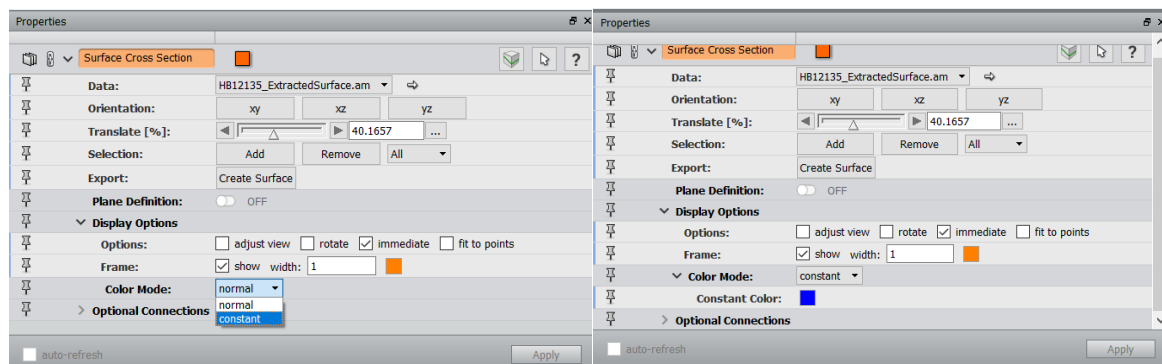 Properties
Surface Cross Section ?
Data: HB12135_ExtractedSurface.am
Orientation: xy xz yz
Translate [%]: 40.1657 ...
Selection: Add Remove All
Export: Create Surface
Plane Definition: OFF
Display Options
Options: adjust view rotate immediate fit to points
Frame: show width: 1
Color Mode: normal
normal
Optional Connections constant
auto-refresh Apply
Properties
Surface Cross Section ?
Data: HB12135_ExtractedSurface.am
Orientation: xy xz yz
Translate [%]: 40.1657 ...
Selection: Add Remove All
Export: Create Surface
Plane Definition: OFF
Display Options
Options: adjust view rotate immediate fit to points
Frame: show width: 1
Color Mode: constant
Constant Color:
Optional Connections
auto-refresh Apply